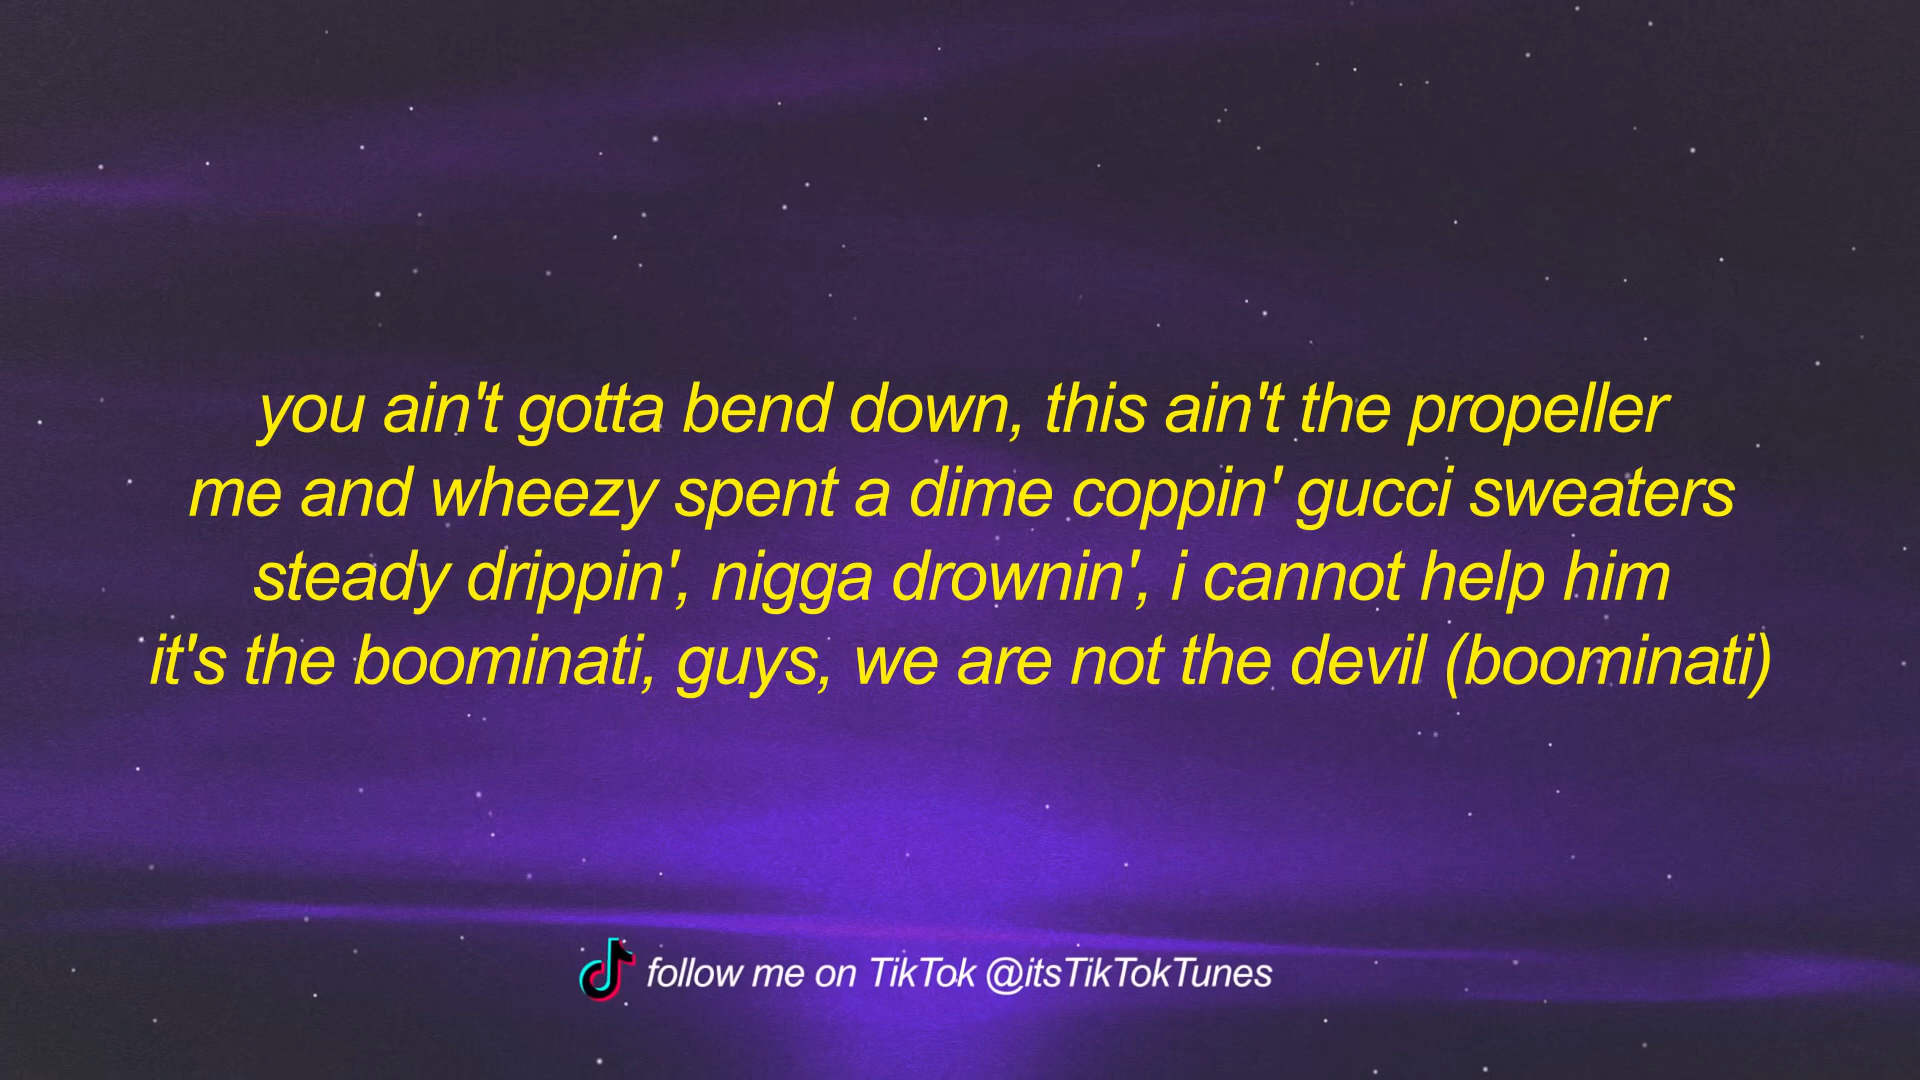 you ain't gotta bend down, this ain't the propeller
me and wheezy spent a dime coppin' gucci sweaters
steady drippin', nigga drownin', i cannot help him
it's the boominati, guys, we are not the devil (boominati)
follow me on TikTok @itsTikTokTunes